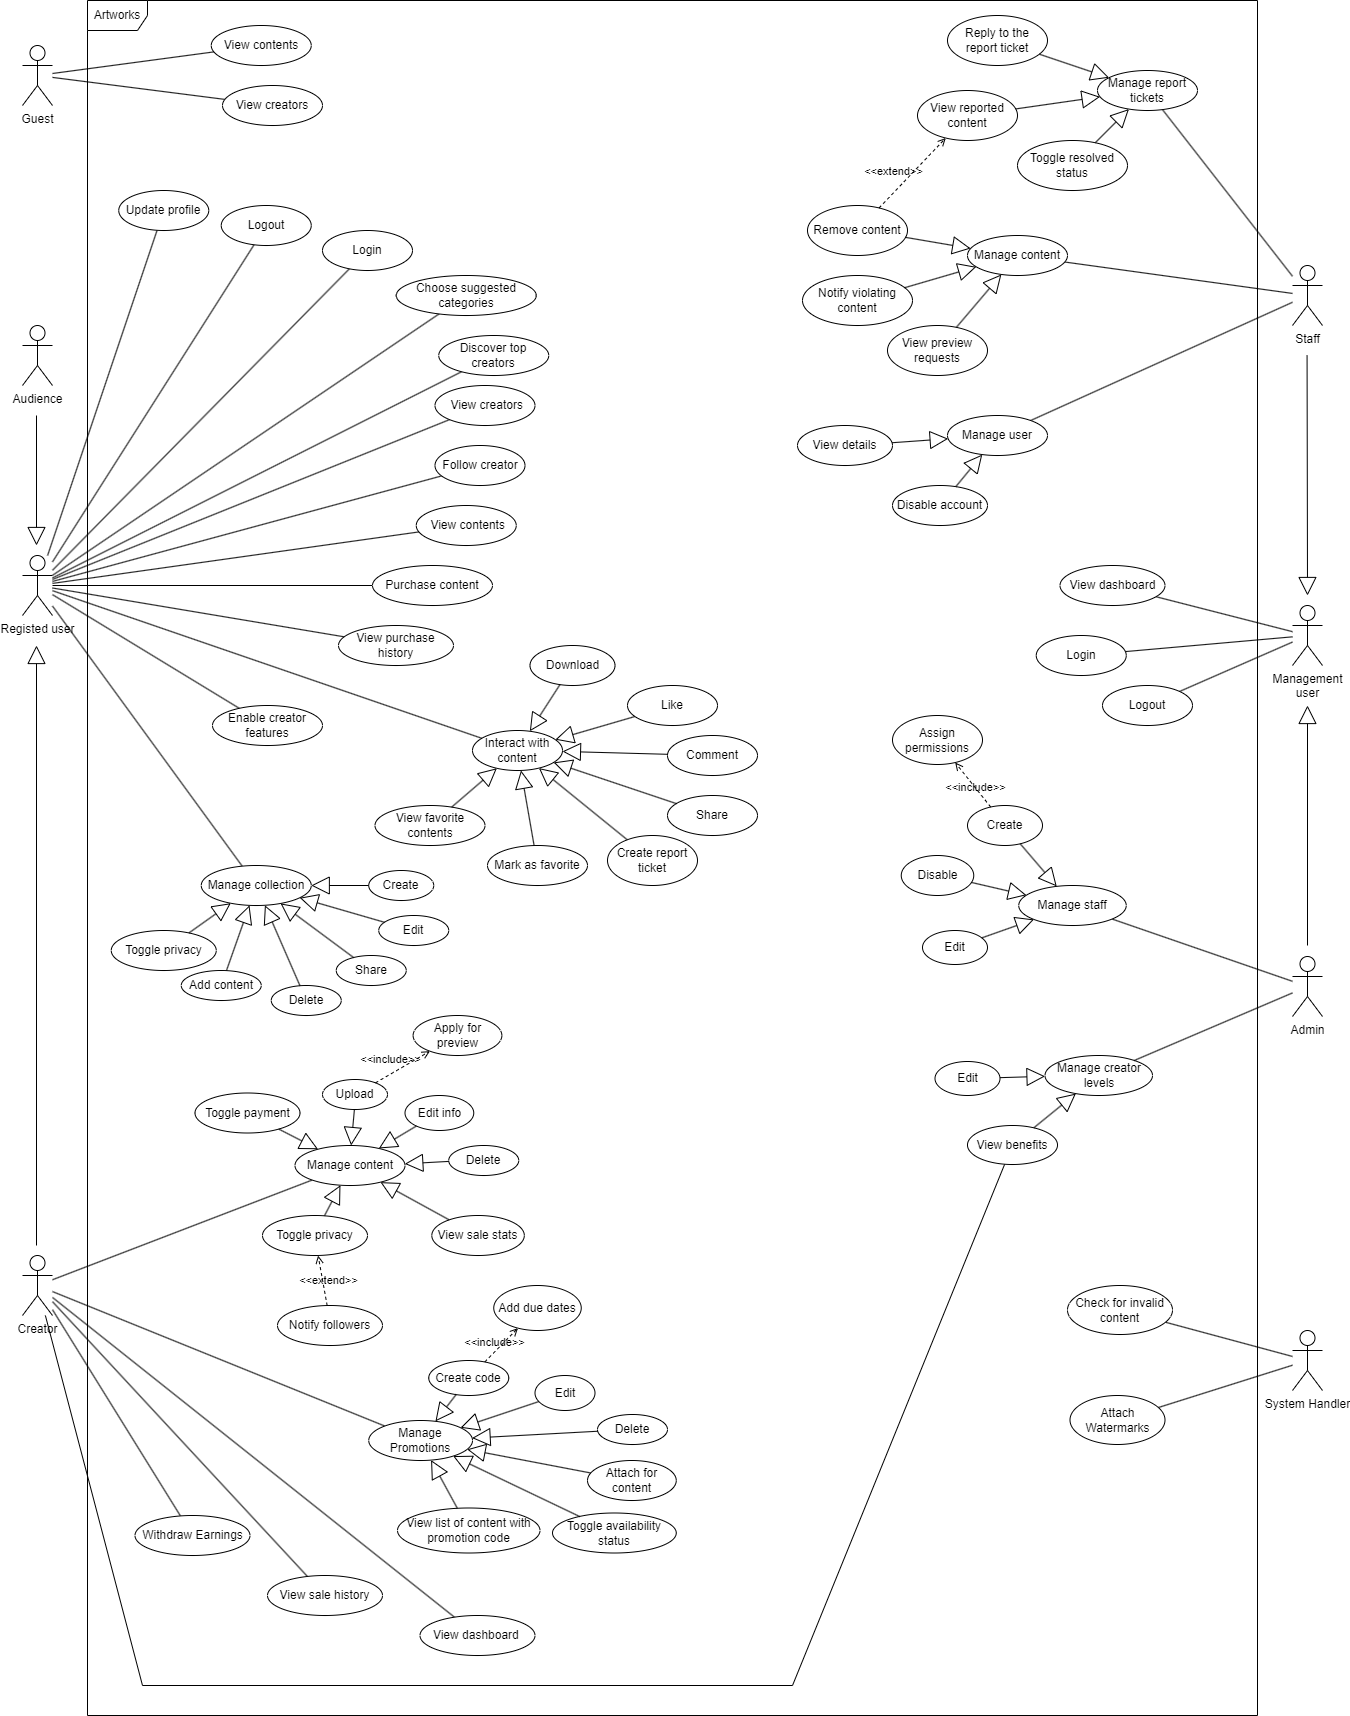 Artworks
View contents
View creators
Guest
Reply to the
report ticket
Manage report
tickets
View reported
content
Toggle resolved
status
<<extend>>
Remove content
Manage content
Notify violating
content
View preview
requests
Staff
Update profile
Logout
Login
Choose suggested
categories
Discover top
creators
View creators
Follow creator
View contents
Purchase content
View purchase
history
Audience
Registed user
View details
Manage user
Disable account
View dashboard
Login
Logout
Management
user
Enable creator
features
Download
Like
Interact with
content
Comment
Share
View favorite
contents
Mark as favorite
Create report
ticket
Assign
permissions
<<include>>
Create
Disable
Manage staff
Edit
Admin
Manage collection
Create
Edit
Toggle privacy
Share
Add content
Delete
Apply for
preview
<<include>>
Upload
Toggle payment
Edit info
Manage content
Delete
Toggle privacy
View sale stats
<<extend>>
Notify followers
Manage creator
levels
Edit
View benefits
Creator
Add due dates
<<include>>
Create code
Edit
Manage
Promotions
Delete
Attach for
content
View list of content with
promotion code
Toggle availability
status
Check for invalid
content
System Handler
Attach
Watermarks
Withdraw Earnings
View sale history
View dashboard